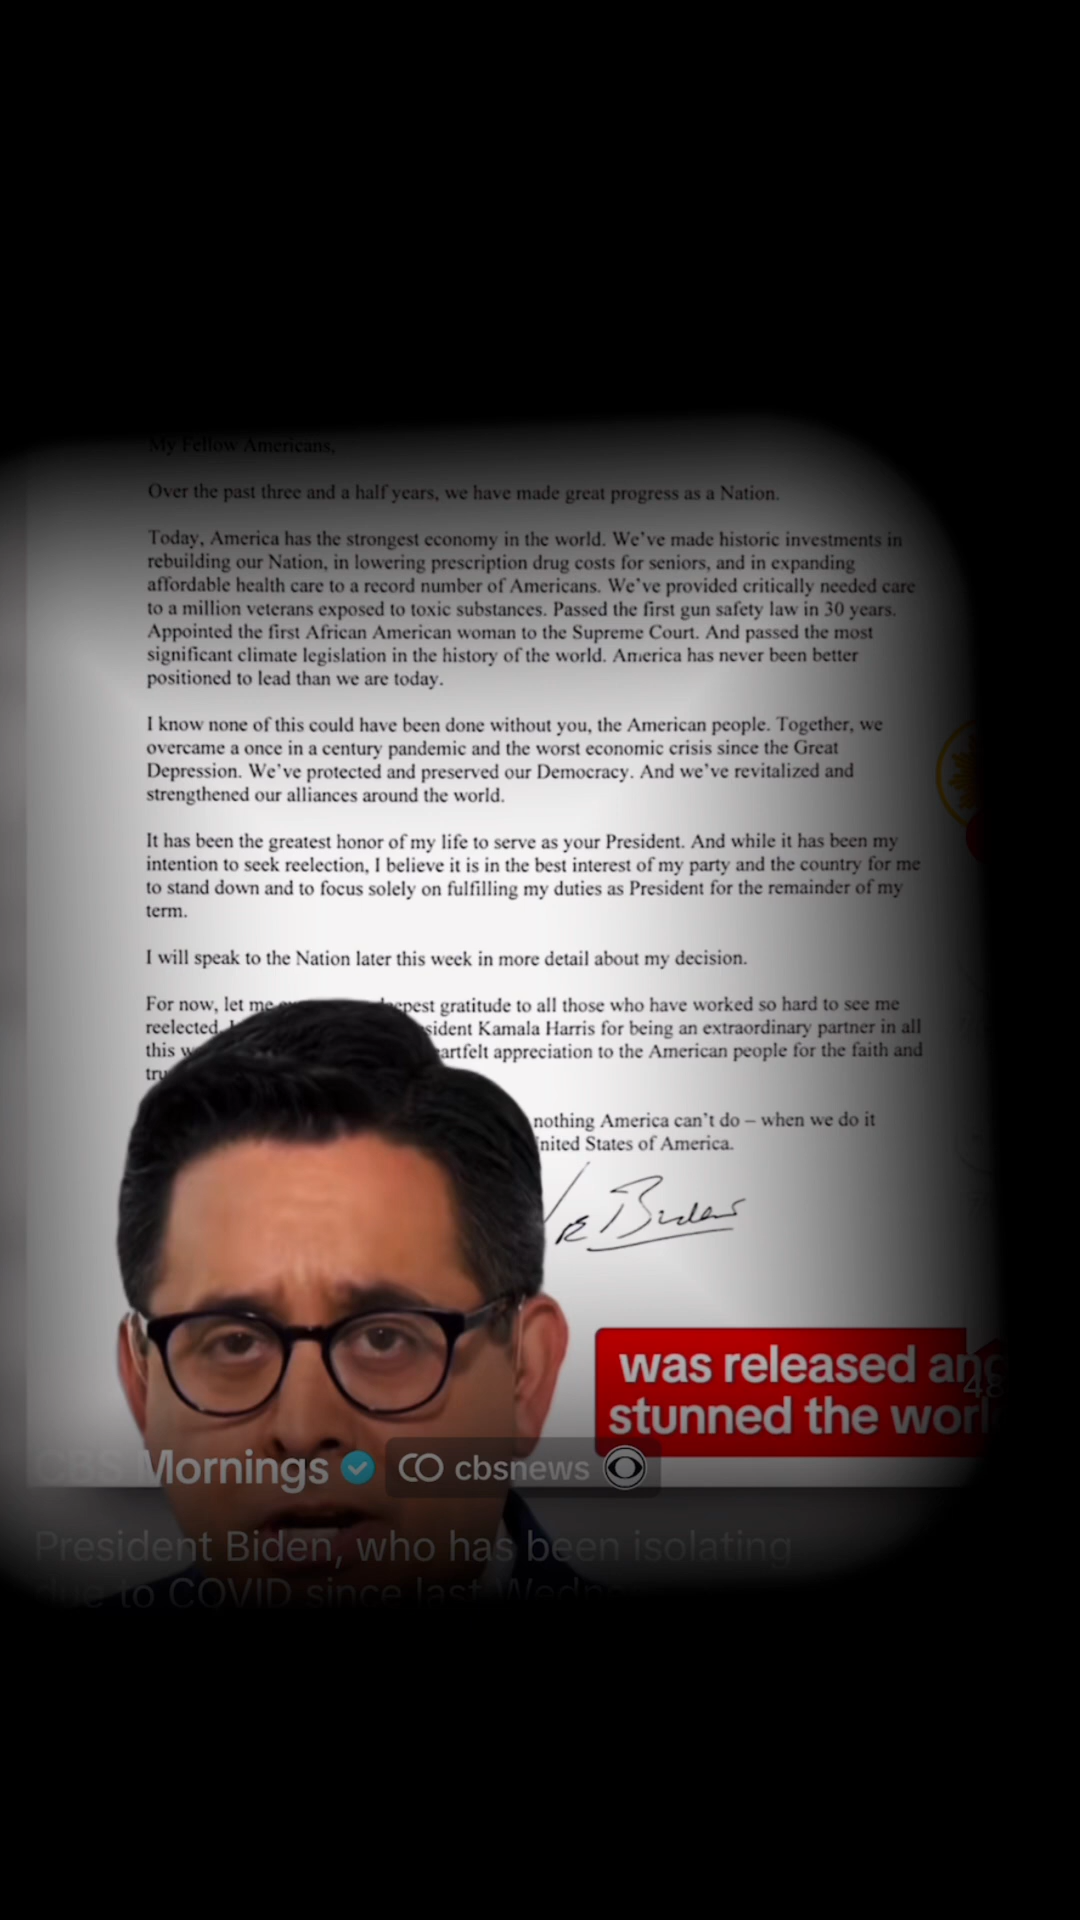 My Fellow Americans,
Over the past three and a half years, we have made great progress as a Nation.
Today, America has the strongest economy in the world. We've made historic investments in
rebuilding our Nation, in lowering prescription drug costs for seniors, and in expanding
affordable health care to a record number of Americans. We've provided critically needed care
to a million veterans exposed to toxic substances. Passed the first gun safety law in 30 years.
Appointed the first African American woman to the Supreme Court. And passed the most
significant climate legislation in the history of the world. America has never been better
positioned to lead than we are today.
I know none of this could have been done without you, the American people. Together, we
overcame a once in a century pandemic and the worst economic crisis since the Great
Depression. We've protected and preserved our Democracy. And we've revitalized and
strengthened our alliances around the world.
It has been the greatest honor of my life to serve as your President. And while it has been my
intention to seek reelection, I believe it is in the best interest of my party and the country for me
to stand down and to focus solely on fulfilling my duties as President for the remainder of my
term.
I will speak to the Nation later this week in more detail about my decision.
For now, let me gratitude to all those who have worked so hard to see me
reelected. Kamala Harris for being an extraordinary partner in all
this appreciation to the American people for the faith and
nothing America can't do – when we do it
States of America.
Biden
was released and
stunned the
48
CBS Mornings cbsnews
President Biden, who has been isolating
due to COVID since last